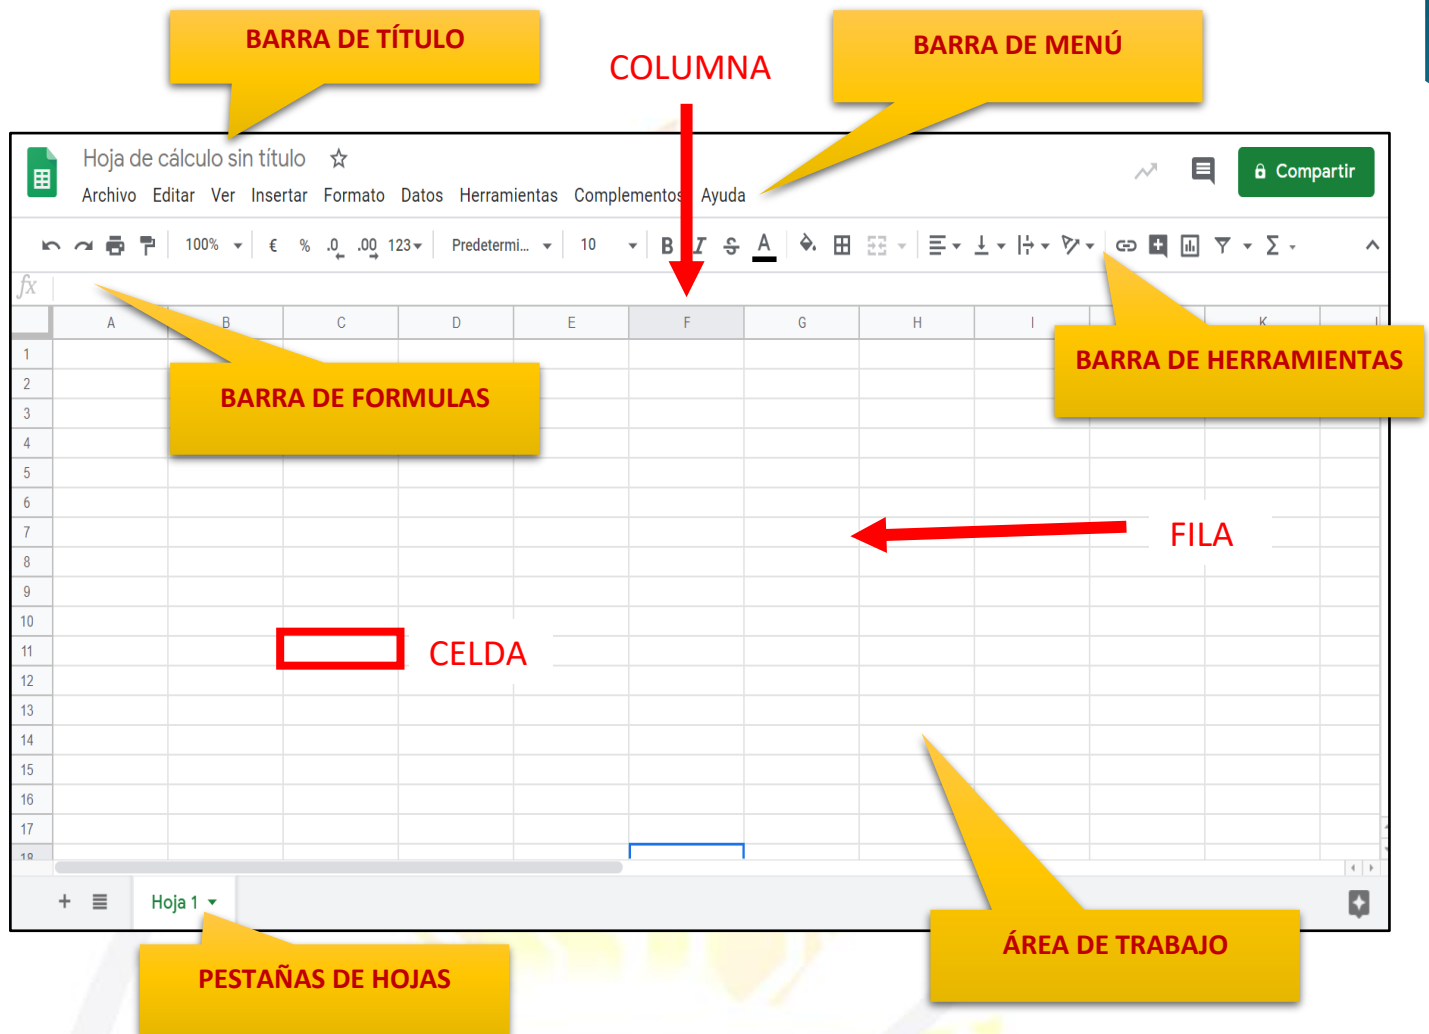 BARRA DE TÍTULO
BARRA DE MENÚ
COLUMNA
Hoja de cálculo sin título
Compartir
Archivo Editar Ver Insertar Formato Datos Herramientas Complementos Ayuda
100% € % .0 .00 123 Predetermi... 10 B I S A Σ
fx
A B C D E F G H I K
1
2
BARRA DE HERRAMIENTAS
BARRA DE FORMULAS
3
4
5
6
7
FILA
8
9
10
11
CELDA
12
13
14
15
16
17
18
Hoja 1
ÁREA DE TRABAJO
PESTAÑAS DE HOJAS